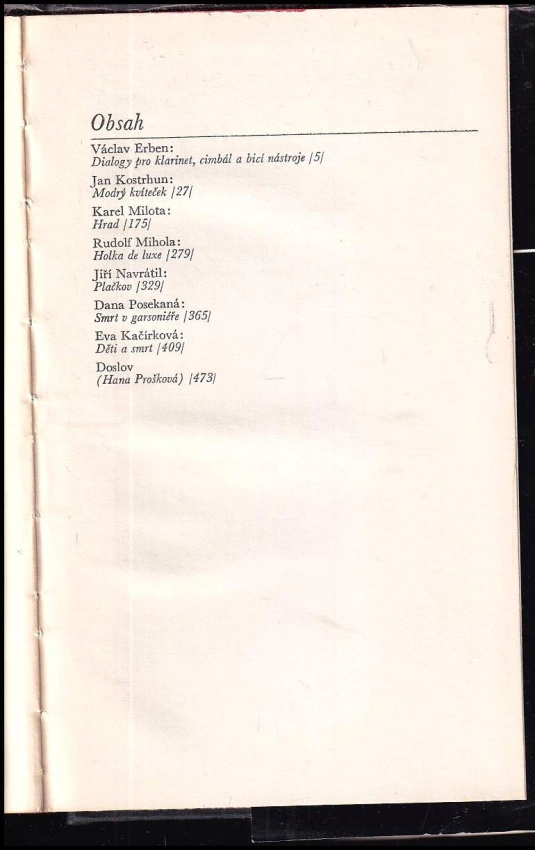 Obsah
Václav Erben:
Dialogy pro klarinet, cimbál a bicí nástroje /5/
Jan Kostrhun:
Modrý kvíteček /27/
Karel Milota:
Hrad /175/
Rudolf Mihola:
Holka de luxe /279/
Jiří Navrátil:
Plačkov /329/
Dana Posekaná:
Smrt v garsoniéře /365/
Eva Kačírková:
Děti a smrt /409/
Doslov
(Hana Prošková) /473/